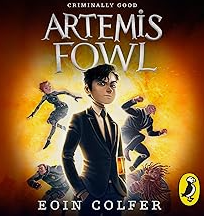 CRIMINALLY GOOD
ARTEMIS
FOWL
EOIN COLFER